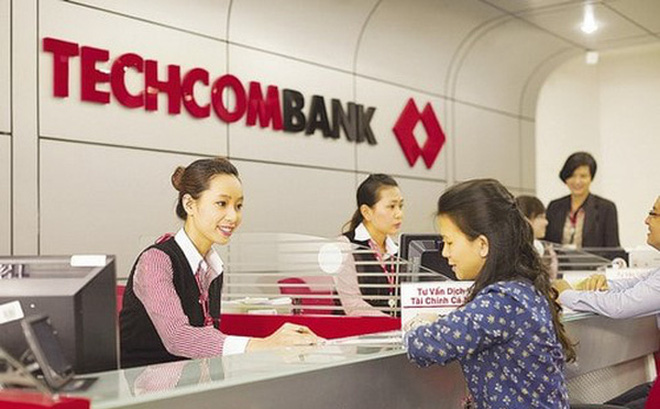 TECHCOMBANK
Tư Vấn Dịch
Tài Chính Cá